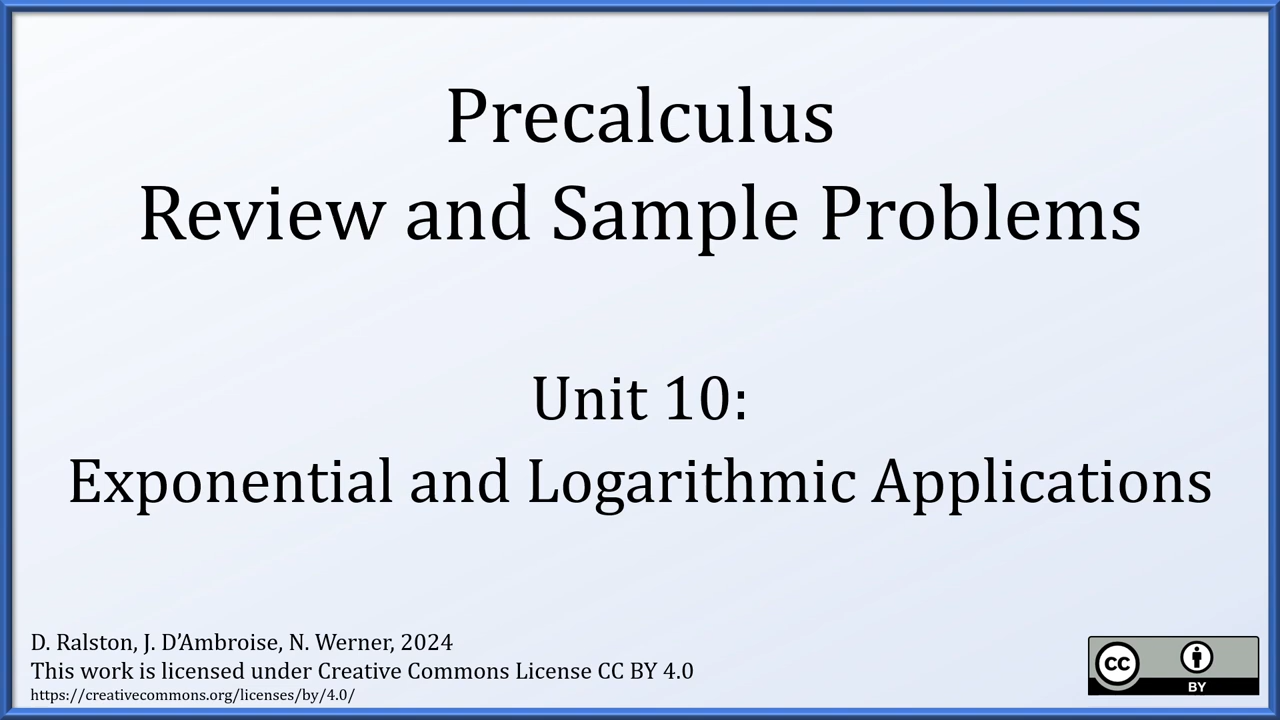 Precalculus
Review and Sample Problems
Unit 10:
Exponential and Logarithmic Applications
D. Ralston, J. D’Ambroise, N. Werner, 2024
This work is licensed under Creative Commons License CC BY 4.0
https://creativecommons.org/licenses/by/4.0/
cc
BY